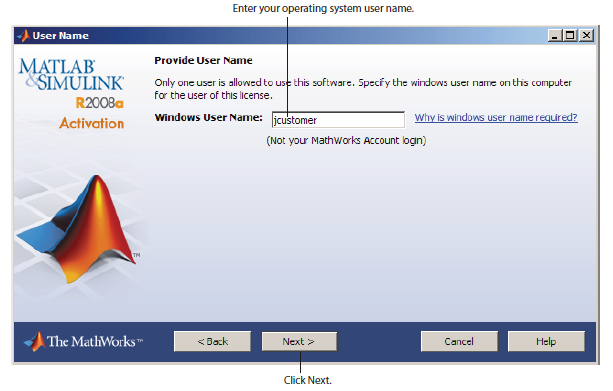 Enter your operating system user name.
User Name
MATLAB
&SIMULINK
R2008a
Activation
Provide User Name
Only one user is allowed to use this software. Specify the windows user name on this computer
for the user of this license.
Windows User Name: jcustomer Why is windows user name required?
(Not your MathWorks Account login)
TM
The MathWorks™ < Back Next > Cancel Help
Click Next.